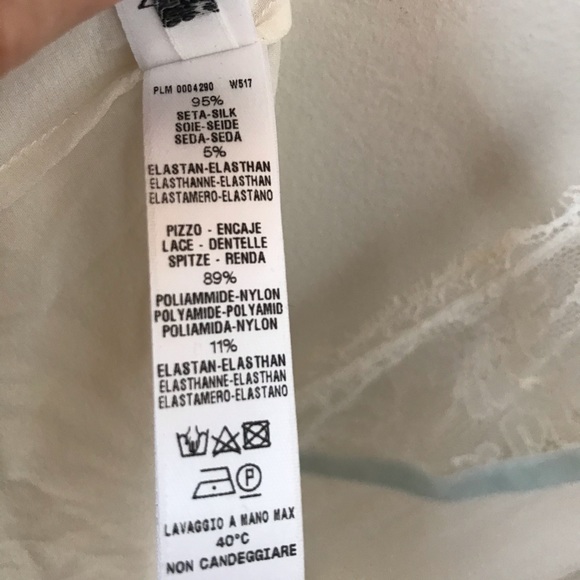 PLM 0004290 W517
95%
SETA-SILK
SOIE-SEIDE
SEDA-SEDA
5%
ELASTAN-ELASTHAN
ELASTHANNE-ELASTHAN
ELASTAMERO-ELASTANO
PIZZO - ENCAJE
LACE - DENTELLE
SPITZE - RENDA
89%
POLIAMMIDE-NYLON
POLYAMIDE-POLYAMID
POLIAMIDA-NYLON
11%
ELASTAN-ELASTHAN
ELASTHANNE-ELASTHAN
ELASTAMERO-ELASTANO
P
LAVAGGIO A MANO MAX
40°C
NON CANDEGGIARE